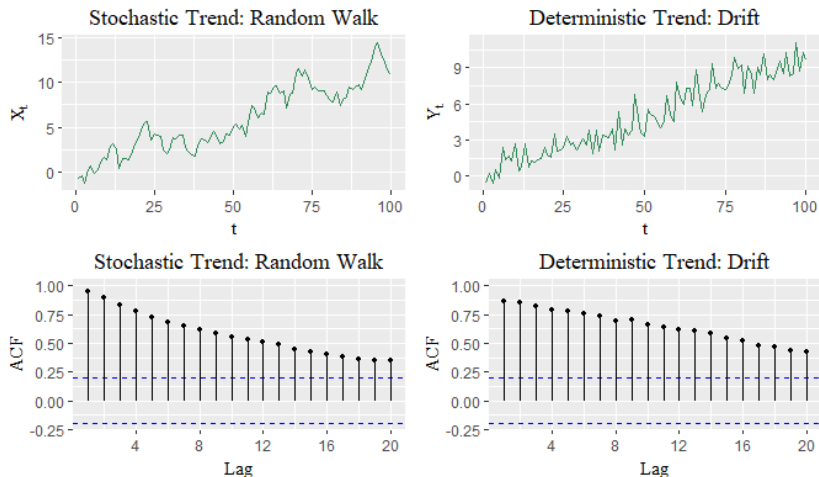 Stochastic Trend: Random Walk
15
10
5
0
X_t
0 25 50 75 100
t
Deterministic Trend: Drift
9
6
3
0
Y_t
0 25 50 75 100
t
Stochastic Trend: Random Walk
1.00
0.75
0.50
0.25
0.00
-0.25
ACF
4 8 12 16 20
Lag
Deterministic Trend: Drift
1.00
0.75
0.50
0.25
0.00
-0.25
ACF
4 8 12 16 20
Lag